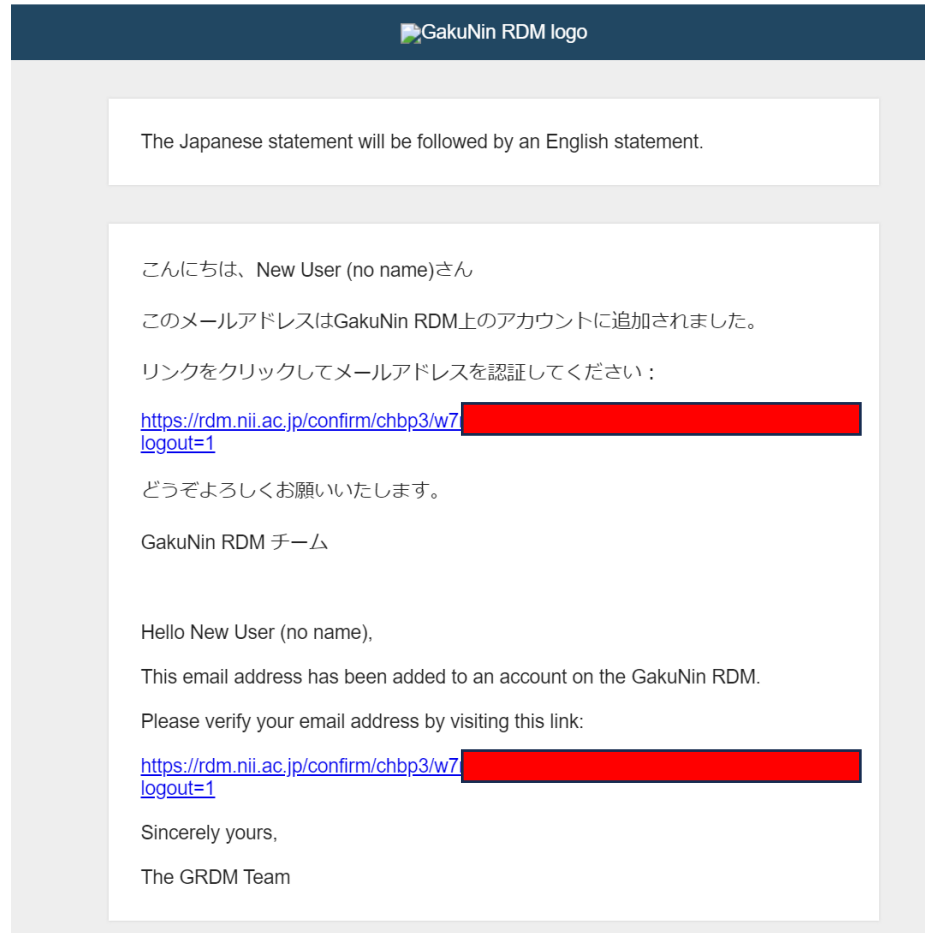 GakuNin RDM logo
The Japanese statement will be followed by an English statement.
こんにちは、New User (no name)さん
このメールアドレスはGakuNin RDM上のアカウントに追加されました。
リンクをクリックしてメールアドレスを認証してください：
https://rdm.nii.ac.jp/confirm/chbp3/w7
logout=1
どうぞよろしくお願いいたします。
GakuNin RDM チーム
Hello New User (no name),
This email address has been added to an account on the GakuNin RDM.
Please verify your email address by visiting this link:
https://rdm.nii.ac.jp/confirm/chbp3/w7
logout=1
Sincerely yours,
The GRDM Team